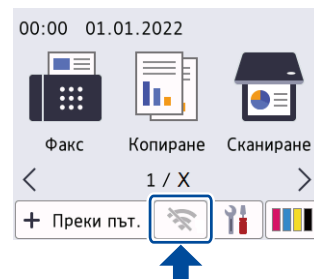 00:00 01.01.2022
Факс Копиране Сканиране
1 / X
+ Преки път.